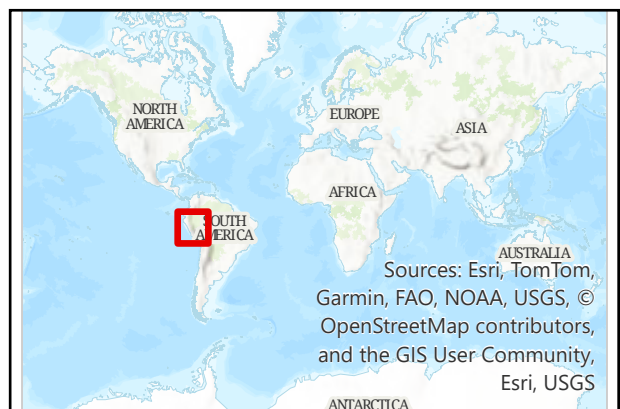 NORTH
AMERICA
EUROPE
ASIA
AFRICA
SOUTH
AMERICA
AUSTRALIA
Sources: Esri, TomTom,
Garmin, FAO, NOAA, USGS, ©
OpenStreetMap contributors,
and the GIS User Community,
Esri, USGS
ANTARCTICA